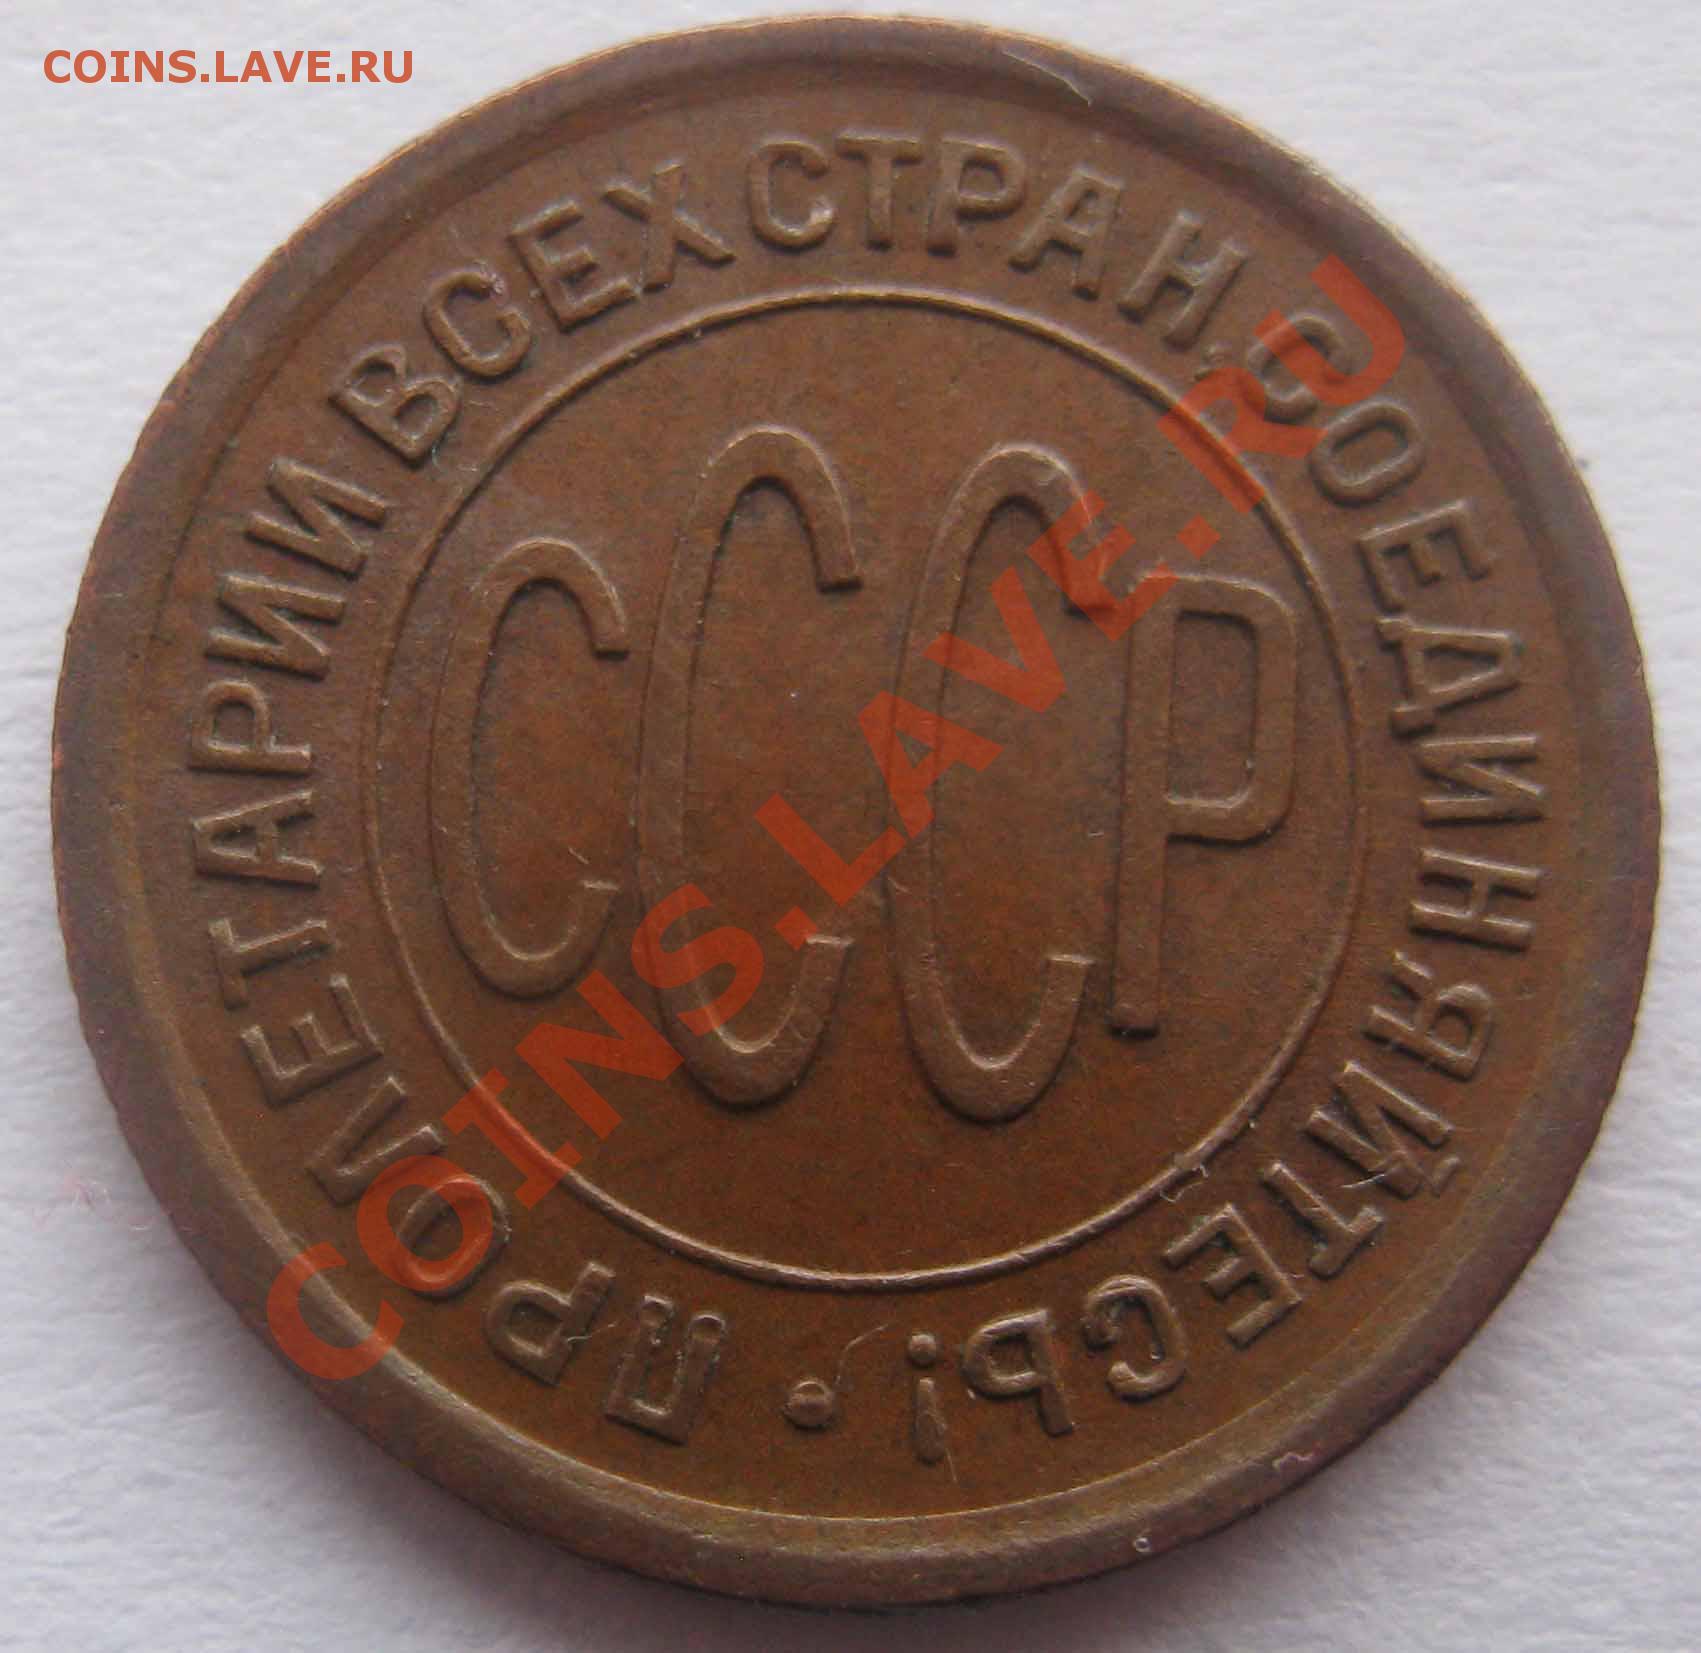 COINS.LAVE.RU
ПРОЛЕТАРИИ ВСЕХ СТРАН, СОЕДИНЯЙТЕСЬ! •
СССР
COINS.LAVE.RU